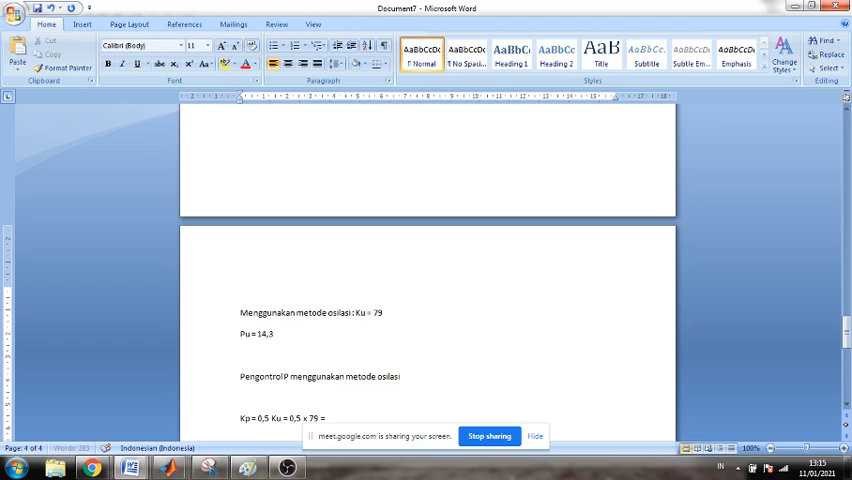 Document7 - Microsoft Word
Home Insert Page Layout References Mailings Review View
Cut
Copy
Format Painter
Paste
Calibri (Body) 11
AaBbCcDc AaBbCcDc AaBbCc AaBbCc AaB AaBbCc. AaBbCcDc AaBbCcDc
¶ Normal ¶ No Spaci... Heading 1 Heading 2 Title Subtitle Subtle Em... Emphasis
Change Styles
Find
Replace
Select
Clipboard Font Paragraph Styles Editing
Menggunakan metode osilasi : Ku = 79
Pu = 14,3
Pengontrol P menggunakan metode osilasi
Kp = 0,5 Ku = 0,5 x 79 =
meet.google.com is sharing your screen. Stop sharing Hide
Page: 4 of 4 Words: 283 Indonesian (Indonesia) 100%
IN 13:15
11/01/2021